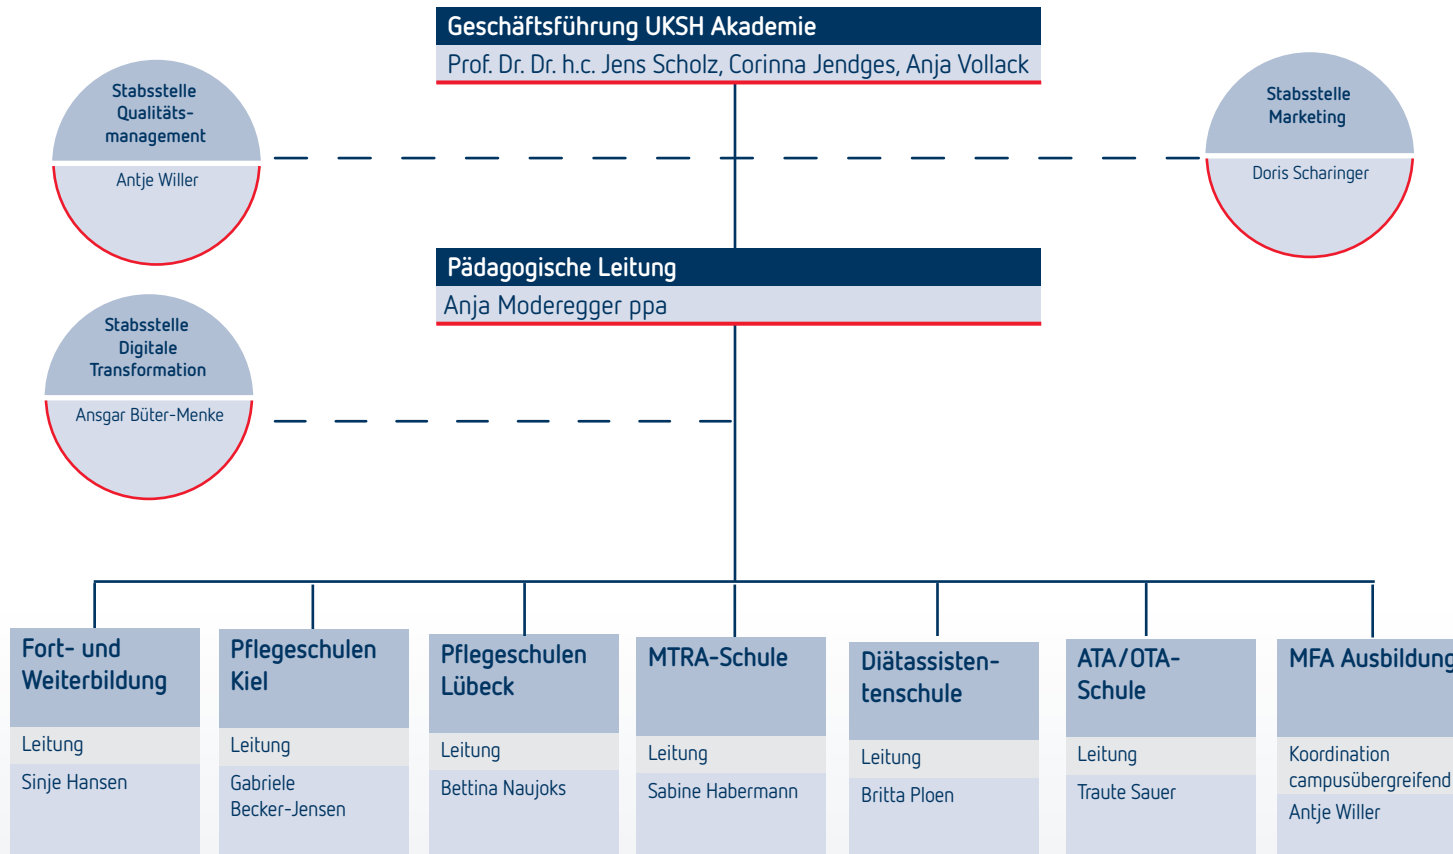 Geschäftsführung UKSH Akademie
Prof. Dr. Dr. h.c. Jens Scholz, Corinna Jendges, Anja Vollack
Stabsstelle
Qualitäts-
management
Antje Willer
Stabsstelle
Marketing
Doris Scharinger
Pädagogische Leitung
Anja Moderegger ppa
Stabsstelle
Digitale
Transformation
Ansgar Büter-Menke
Fort- und
Weiterbildung
Leitung
Sinje Hansen
Pflegeschulen
Kiel
Leitung
Gabriele
Becker-Jensen
Pflegeschulen
Lübeck
Leitung
Bettina Naujoks
MTRA-Schule
Leitung
Sabine Habermann
Diätassisten-
tenschule
Leitung
Britta Ploen
ATA/OTA-
Schule
Leitung
Traute Sauer
MFA Ausbildung
Koordination
campusübergreifend
Antje Willer